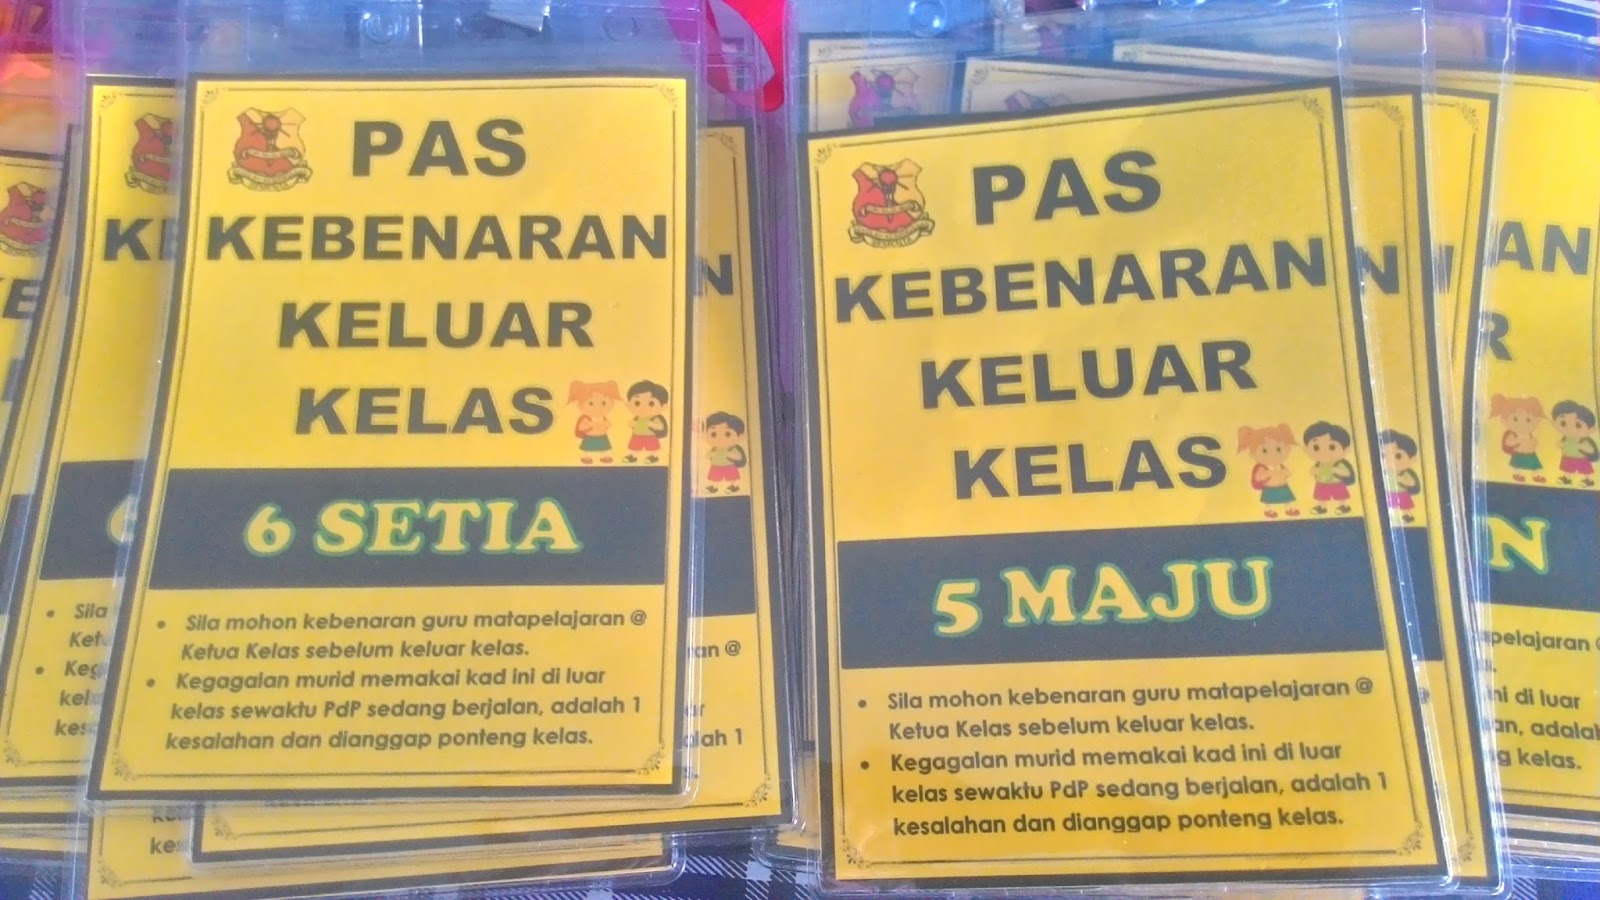 PAS
KEBENARAN
KELUAR
KELAS
6 SETIA
• Sila mohon kebenaran guru matapelajaran @
Ketua Kelas sebelum keluar kelas.
• Kegagalan murid memakai kad ini di luar
kelas sewaktu PdP sedang berjalan, adalah 1
kesalahan dan dianggap ponteng kelas.
PAS
KEBENARAN
KELUAR
KELAS
5 MAJU
• Sila mohon kebenaran guru matapelajaran @
Ketua Kelas sebelum keluar kelas.
• Kegagalan murid memakai kad ini di luar
kelas sewaktu PdP sedang berjalan, adalah 1
kesalahan dan dianggap ponteng kelas.